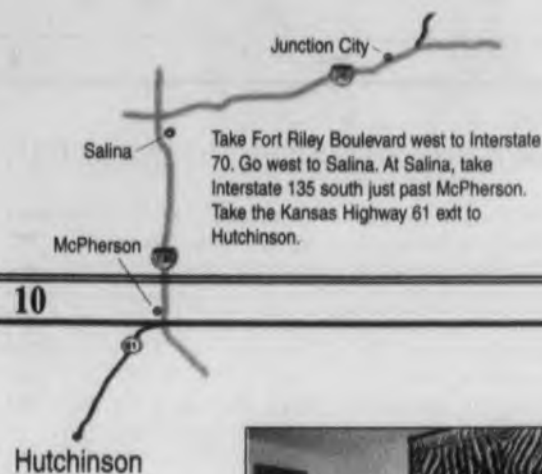 Junction City
Salina
Take Fort Riley Boulevard west to Interstate
70. Go west to Salina. At Salina, take
Interstate 135 south just past McPherson.
Take the Kansas Highway 61 exit to
Hutchinson.
McPherson
10
Hutchinson